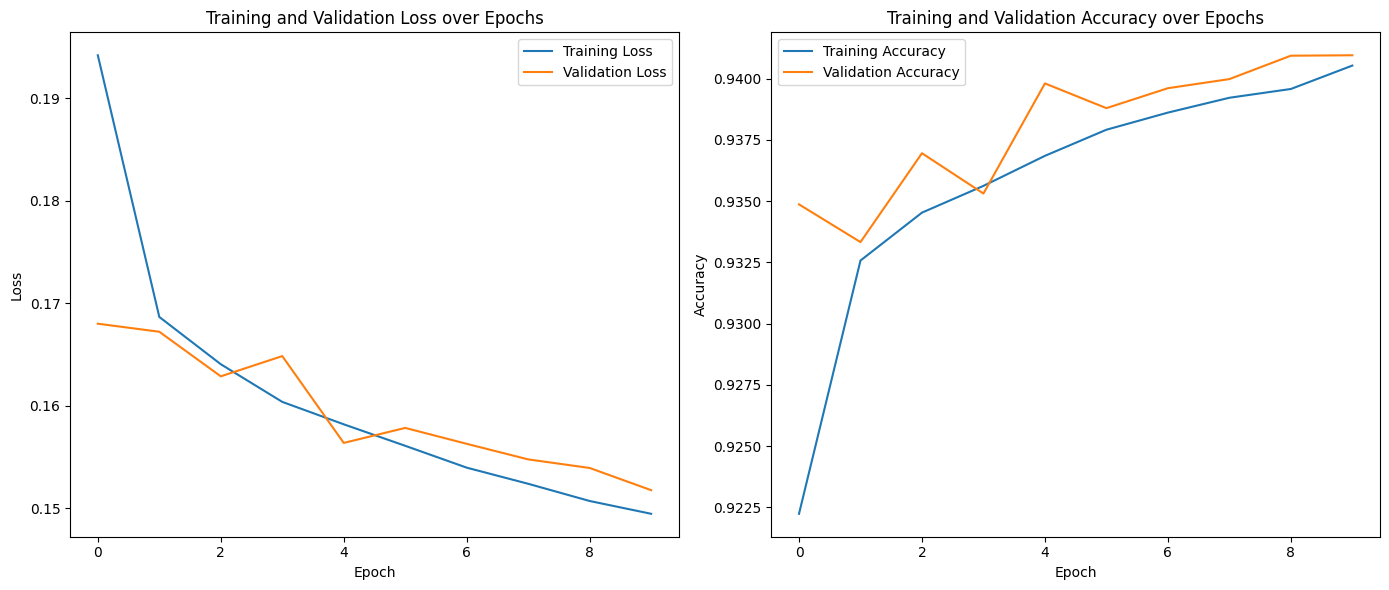 Training and Validation Loss over Epochs
Training Loss
Validation Loss
0.19
0.18
0.17
0.16
0.15
Loss
0 2 4 6 8
Epoch
Training and Validation Accuracy over Epochs
Training Accuracy
Validation Accuracy
0.9400
0.9375
0.9350
0.9325
0.9300
0.9275
0.9250
0.9225
Accuracy
0 2 4 6 8
Epoch